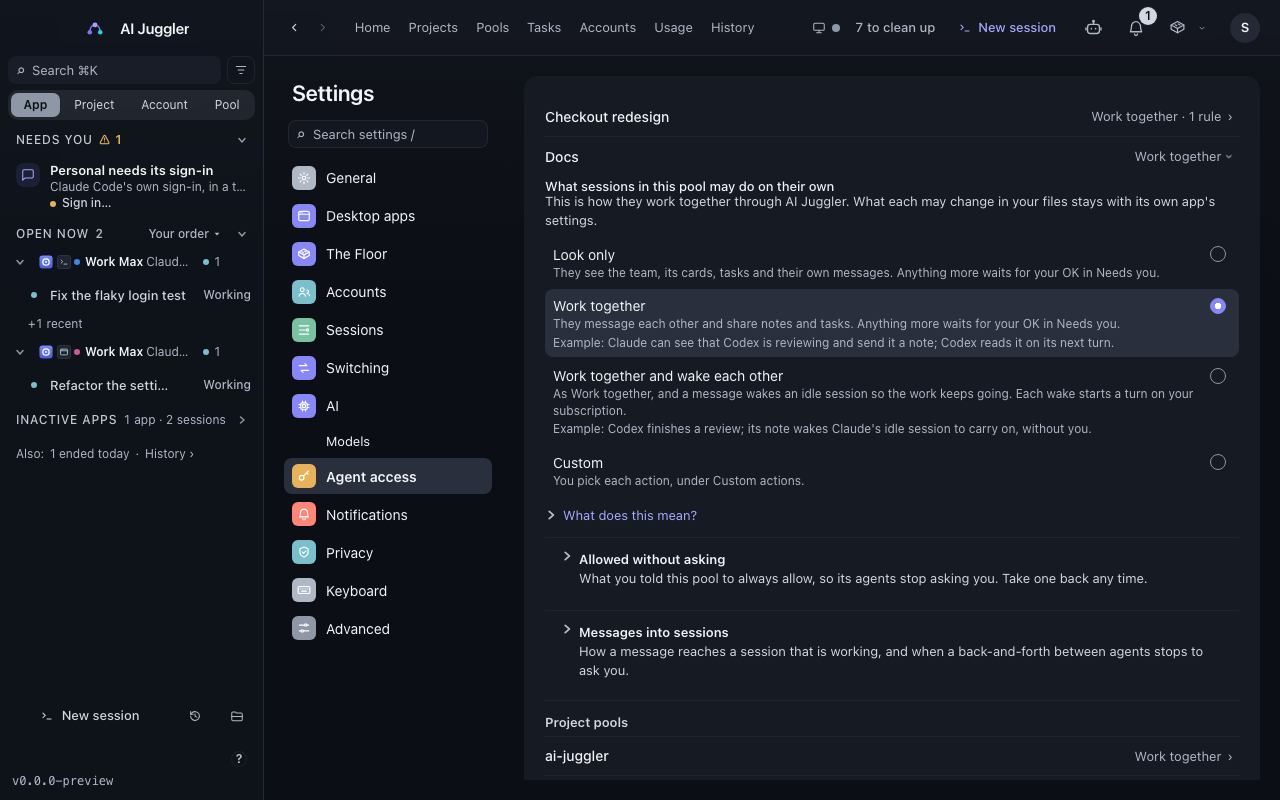 AI Juggler
Search ⌘K
App Project Account Pool
NEEDS YOU 1
Personal needs its sign-in
Claude Code's own sign-in, in a t...
Sign in...
OPEN NOW 2 Your order
Work Max Claud... 1
Fix the flaky login test Working
+1 recent
Work Max Claud... 1
Refactor the setti... Working
INACTIVE APPS 1 app · 2 sessions
Also: 1 ended today · History ›
New session
?
v0.0.0-preview
Home Projects Pools Tasks Accounts Usage History
7 to clean up
New session
1
S
Settings
Search settings /
General
Desktop apps
The Floor
Accounts
Sessions
Switching
AI
Models
Agent access
Notifications
Privacy
Keyboard
Advanced
Checkout redesign Work together · 1 rule ›
Docs Work together
What sessions in this pool may do on their own
This is how they work together through AI Juggler. What each may change in your files stays with its own app's
settings.
Look only
They see the team, its cards, tasks and their own messages. Anything more waits for your OK in Needs you.
Work together
They message each other and share notes and tasks. Anything more waits for your OK in Needs you.
Example: Claude can see that Codex is reviewing and send it a note; Codex reads it on its next turn.
Work together and wake each other
As Work together, and a message wakes an idle session so the work keeps going. Each wake starts a turn on your
subscription.
Example: Codex finishes a review; its note wakes Claude's idle session to carry on, without you.
Custom
You pick each action, under Custom actions.
What does this mean?
Allowed without asking
What you told this pool to always allow, so its agents stop asking you. Take one back any time.
Messages into sessions
How a message reaches a session that is working, and when a back-and-forth between agents stops to
ask you.
Project pools
ai-juggler Work together ›